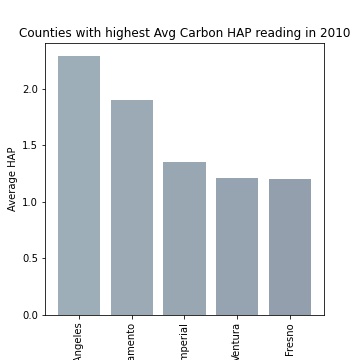 Counties with highest Avg Carbon HAP reading in 2010
Average HAP
2.0
1.5
1.0
0.5
0.0
Angeles
amento
mperial
Ventura
Fresno